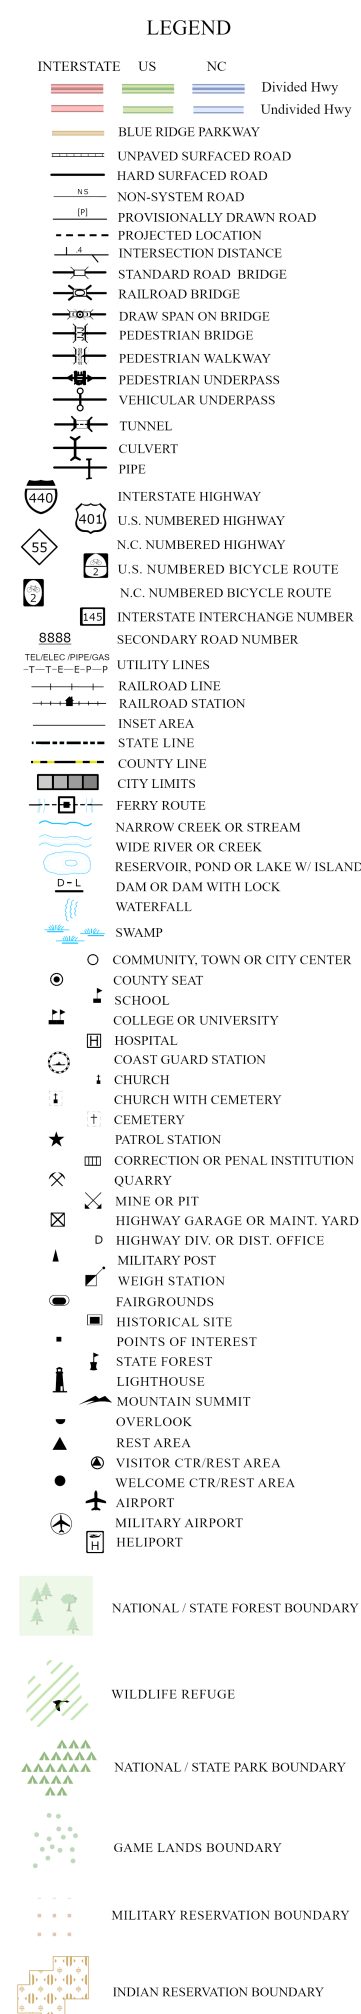 LEGEND
INTERSTATE US NC
Divided Hwy
Undivided Hwy
BLUE RIDGE PARKWAY
UNPAVED SURFACED ROAD
HARD SURFACED ROAD
NS NON-SYSTEM ROAD
[P] PROVISIONALLY DRAWN ROAD
PROJECTED LOCATION
.4 INTERSECTION DISTANCE
STANDARD ROAD BRIDGE
RAILROAD BRIDGE
DRAW SPAN ON BRIDGE
PEDESTRIAN BRIDGE
PEDESTRIAN WALKWAY
PEDESTRIAN UNDERPASS
VEHICULAR UNDERPASS
TUNNEL
CULVERT
PIPE
440 INTERSTATE HIGHWAY
401 U.S. NUMBERED HIGHWAY
55 N.C. NUMBERED HIGHWAY
2 U.S. NUMBERED BICYCLE ROUTE
2 N.C. NUMBERED BICYCLE ROUTE
145 INTERSTATE INTERCHANGE NUMBER
8888 SECONDARY ROAD NUMBER
TEL/ELEC /PIPE/GAS
–T—T—E—E—P—P UTILITY LINES
RAILROAD LINE
RAILROAD STATION
INSET AREA
STATE LINE
COUNTY LINE
CITY LIMITS
FERRY ROUTE
NARROW CREEK OR STREAM
WIDE RIVER OR CREEK
RESERVOIR, POND OR LAKE W/ ISLAND
D-L DAM OR DAM WITH LOCK
WATERFALL
SWAMP
COMMUNITY, TOWN OR CITY CENTER
COUNTY SEAT
SCHOOL
COLLEGE OR UNIVERSITY
H HOSPITAL
COAST GUARD STATION
CHURCH
CHURCH WITH CEMETERY
CEMETERY
PATROL STATION
CORRECTION OR PENAL INSTITUTION
QUARRY
MINE OR PIT
HIGHWAY GARAGE OR MAINT. YARD
D HIGHWAY DIV. OR DIST. OFFICE
MILITARY POST
WEIGH STATION
FAIRGROUNDS
HISTORICAL SITE
POINTS OF INTEREST
STATE FOREST
LIGHTHOUSE
MOUNTAIN SUMMIT
OVERLOOK
REST AREA
VISITOR CTR/REST AREA
WELCOME CTR/REST AREA
AIRPORT
MILITARY AIRPORT
H HELIPORT
NATIONAL / STATE FOREST BOUNDARY
WILDLIFE REFUGE
NATIONAL / STATE PARK BOUNDARY
GAME LANDS BOUNDARY
MILITARY RESERVATION BOUNDARY
INDIAN RESERVATION BOUNDARY